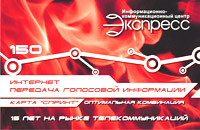 Информационно-
коммуникационный центр
Экспресс
150
ИНТЕРНЕТ
ПЕРЕДАЧА ГОЛОСОВОЙ ИНФОРМАЦИИ
КАРТА "СПРИНТ" ОПТИМАЛЬНАЯ КОМБИНАЦИЯ
15 ЛЕТ НА РЫНКЕ ТЕЛЕКОММУНИКАЦИЙ